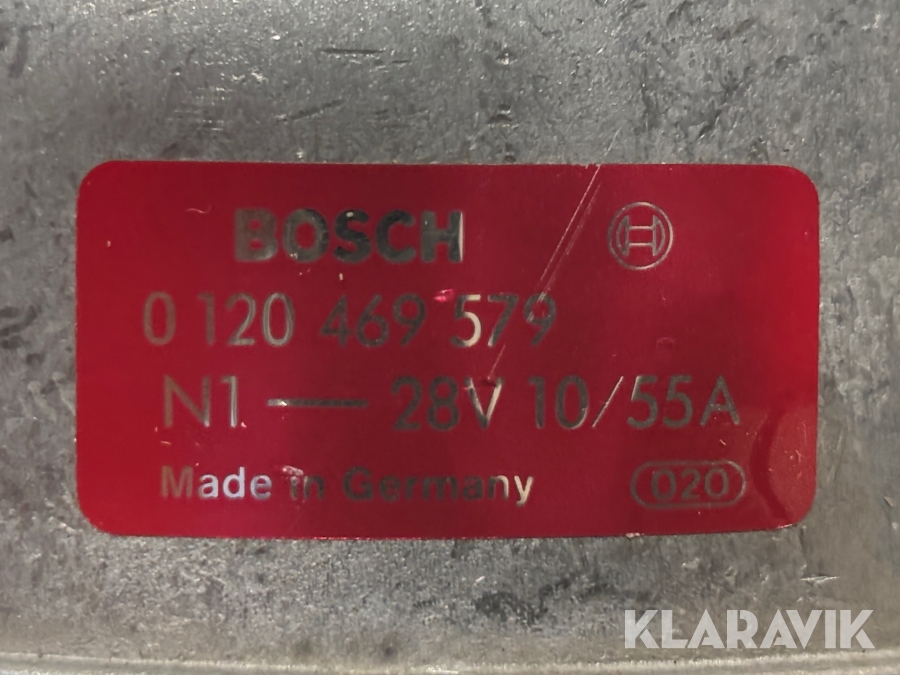 BOSCH
0 120 469 579
N1 — 28V 10/55A
Made in Germany 020
KLARAVIK